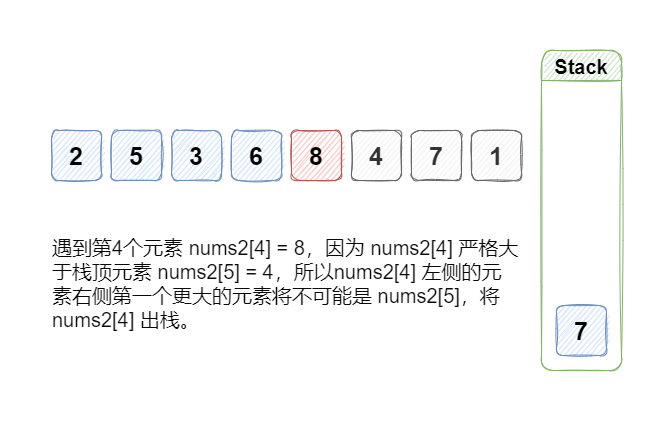 Stack
2 5 3 6 8 4 7 1
遇到第4个元素 nums2[4] = 8，因为 nums2[4] 严格大
于栈顶元素 nums2[5] = 4，所以nums2[4] 左侧的元
素右侧第一个更大的元素将不可能是 nums2[5]，将
nums2[4] 出栈。
7